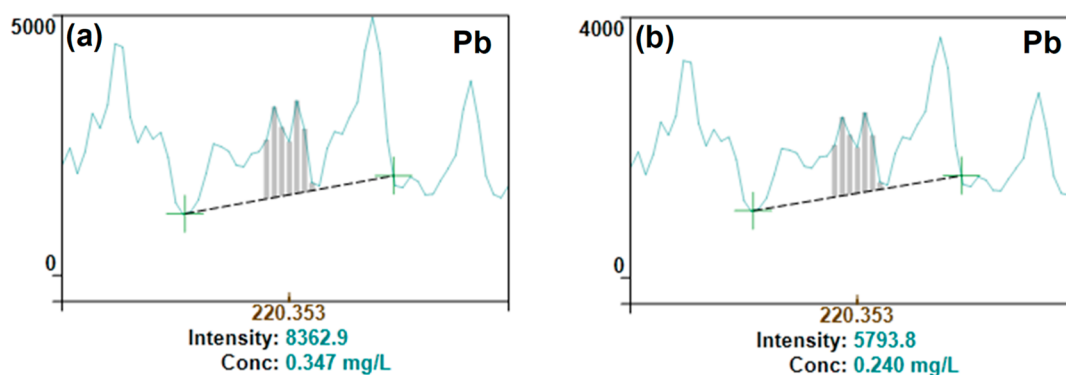 5000
(a)
Pb
0
220.353
Intensity: 8362.9
Conc: 0.347 mg/L
4000
(b)
Pb
0
220.353
Intensity: 5793.8
Conc: 0.240 mg/L